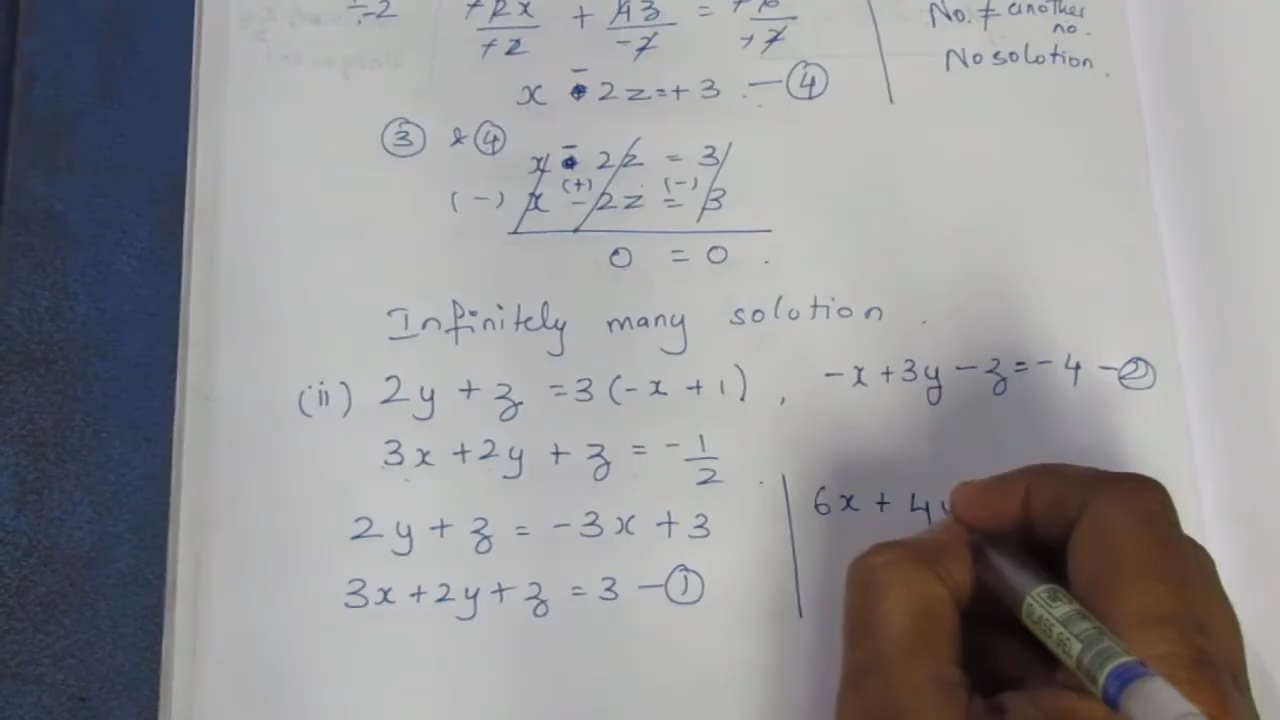 ÷2
x - 2z = + 3 - ④
No. ≠ another
no.
No solution.
③ & ④
x - 2z = 3
(-) x (+) - 2z = (-) 3
0 = 0 .
Infinitely many solution .
(ii) 2y + z = 3 (-x + 1) , -x + 3y - z = -4 - ②
3x + 2y + z = - 1/2 .
2y + z = -3x + 3
3x + 2y + z = 3 - ①
6x + 4y